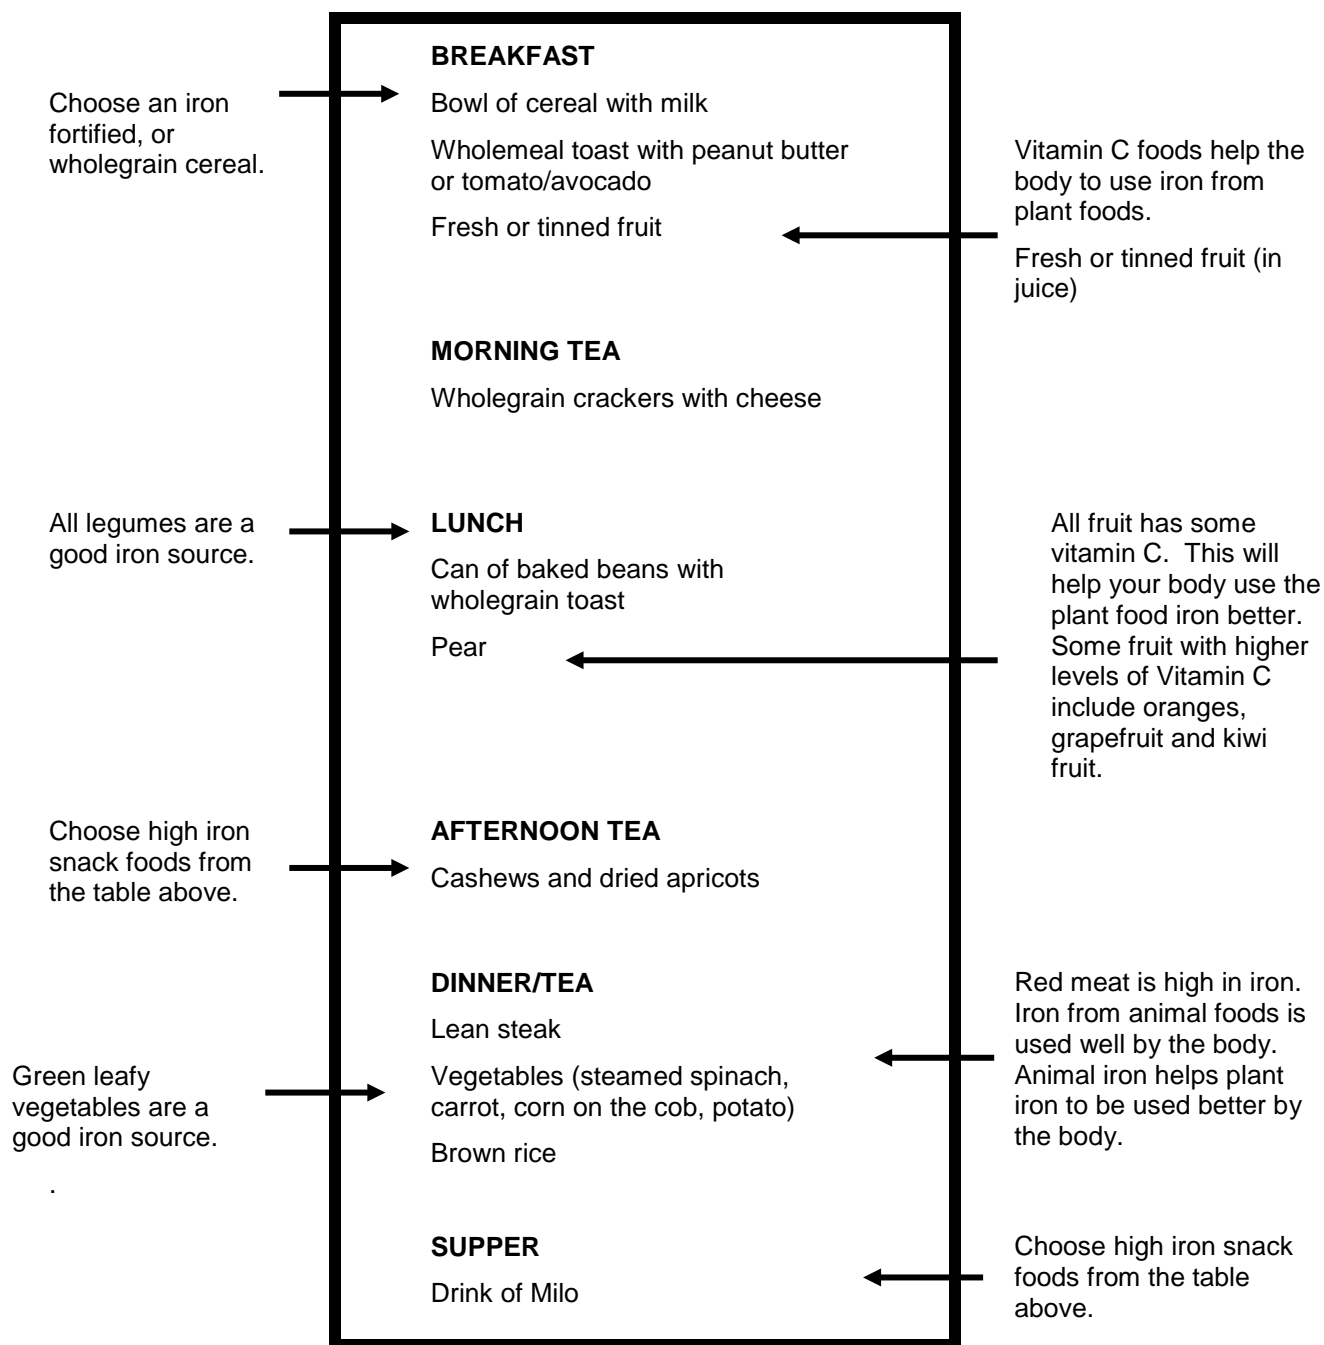 BREAKFAST
Choose an iron
fortified, or
wholegrain cereal.
Bowl of cereal with milk
Wholemeal toast with peanut butter
or tomato/avocado
Fresh or tinned fruit
Vitamin C foods help the
body to use iron from
plant foods.
Fresh or tinned fruit (in
juice)
MORNING TEA
Wholegrain crackers with cheese
All legumes are a
good iron source.
LUNCH
Can of baked beans with
wholegrain toast
Pear
All fruit has some
vitamin C.  This will
help your body use the
plant food iron better.
Some fruit with higher
levels of Vitamin C
include oranges,
grapefruit and kiwi
fruit.
Choose high iron
snack foods from
the table above.
AFTERNOON TEA
Cashews and dried apricots
DINNER/TEA
Lean steak
Vegetables (steamed spinach,
carrot, corn on the cob, potato)
Brown rice
Red meat is high in iron.
Iron from animal foods is
used well by the body.
Animal iron helps plant
iron to be used better by
the body.
Green leafy
vegetables are a
good iron source.
.
SUPPER
Drink of Milo
Choose high iron snack
foods from the table
above.